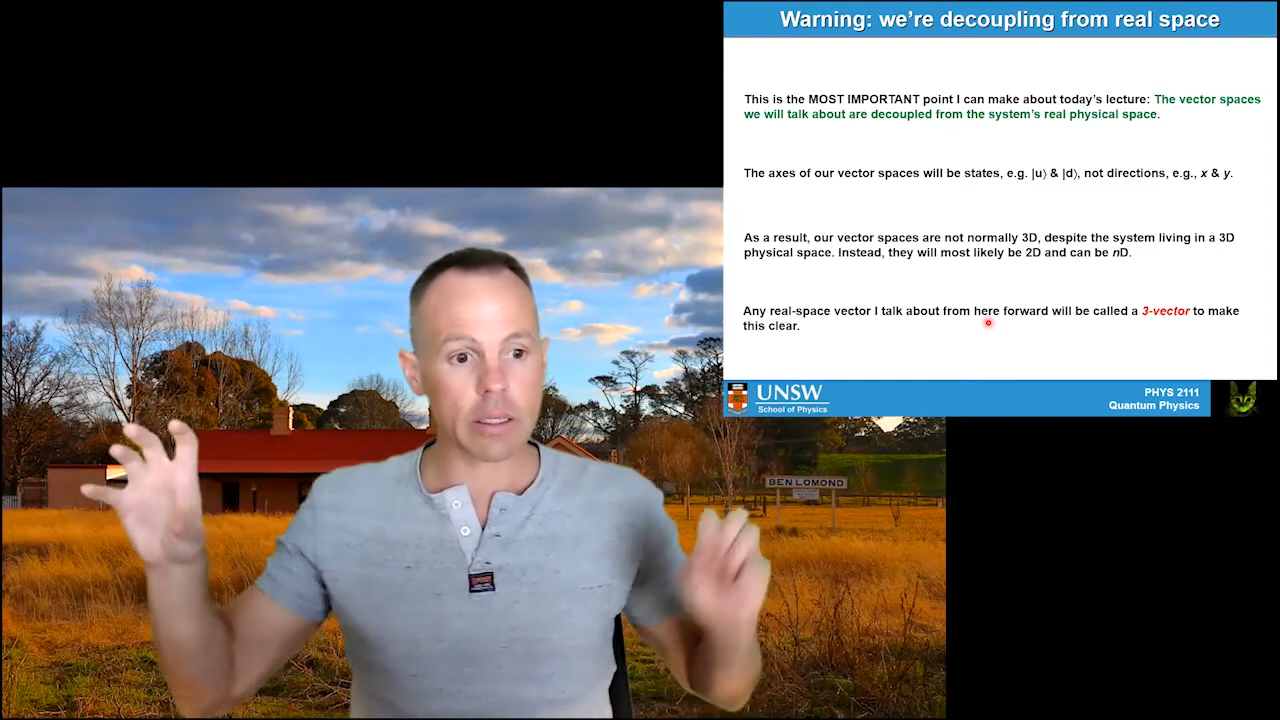 Warning: we're decoupling from real space
This is the MOST IMPORTANT point I can make about today's lecture: The vector spaces
we will talk about are decoupled from the system's real physical space.
The axes of our vector spaces will be states, e.g. |u⟩ & |d⟩, not directions, e.g., x & y.
As a result, our vector spaces are not normally 3D, despite the system living in a 3D
physical space. Instead, they will most likely be 2D and can be nD.
Any real-space vector I talk about from here forward will be called a 3-vector to make
this clear.
UNSW
School of Physics
PHYS 2111
Quantum Physics
BEN LOMOND